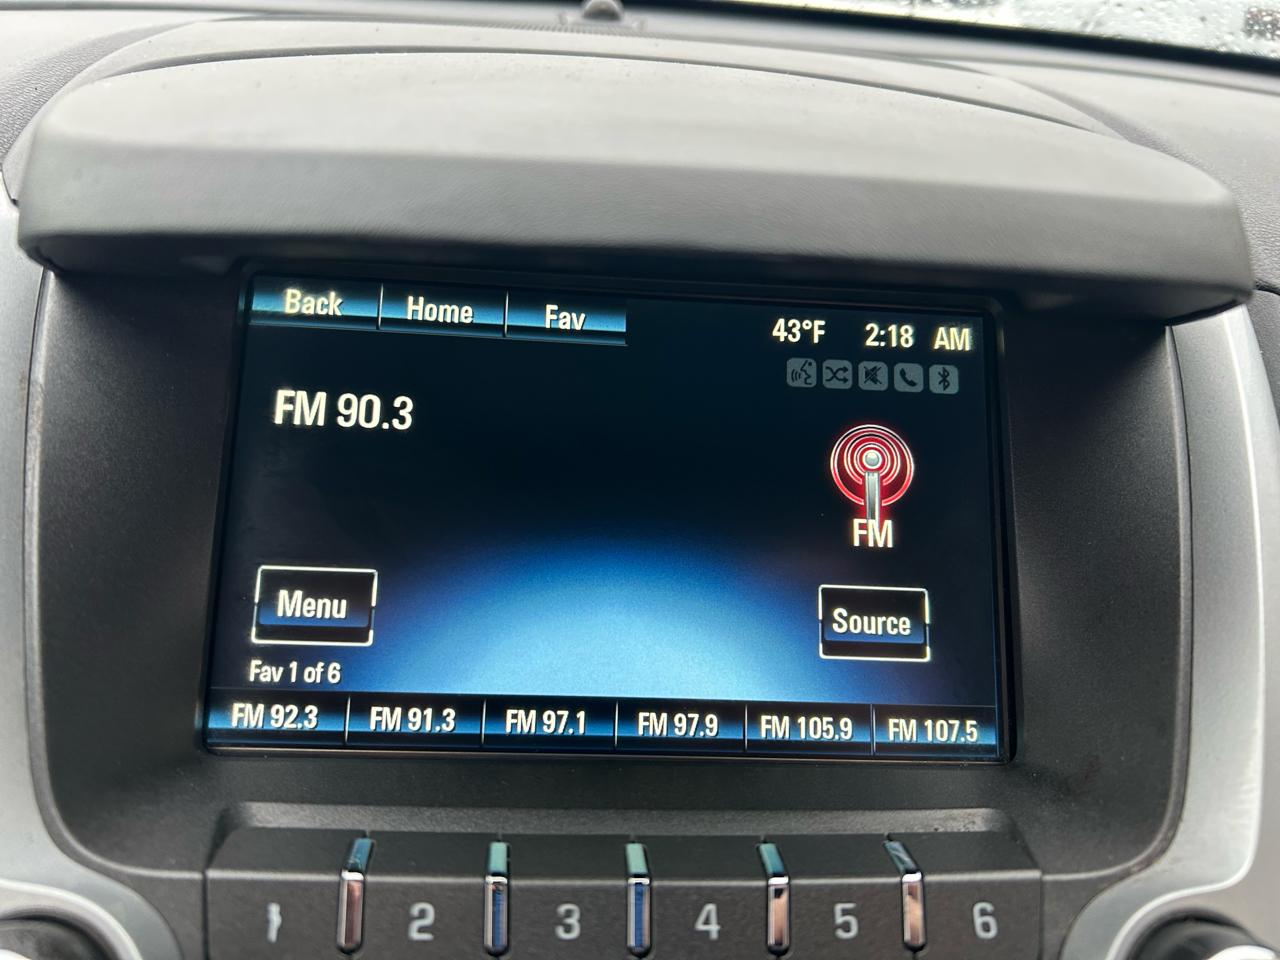 Back Home Fav 43°F 2:18 AM
FM 90.3
FM
Menu Source
Fav 1 of 6
FM 92.3 FM 91.3 FM 97.1 FM 97.9 FM 105.9 FM 107.5
1 2 3 4 5 6